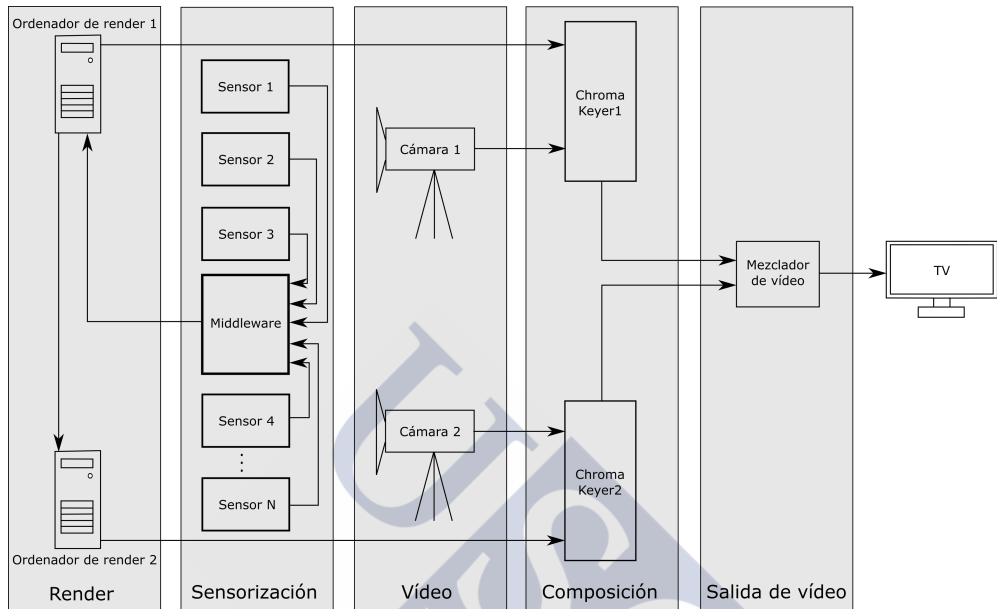 Ordenador de render 1
Ordenador de render 2
Render
Sensor 1
Sensor 2
Sensor 3
Middleware
Sensor 4
Sensor N
Sensorización
Cámara 1
Cámara 2
Vídeo
Chroma
Keyer1
Chroma
Keyer2
Composición
Mezclador
de vídeo
Salida de vídeo
TV
USC